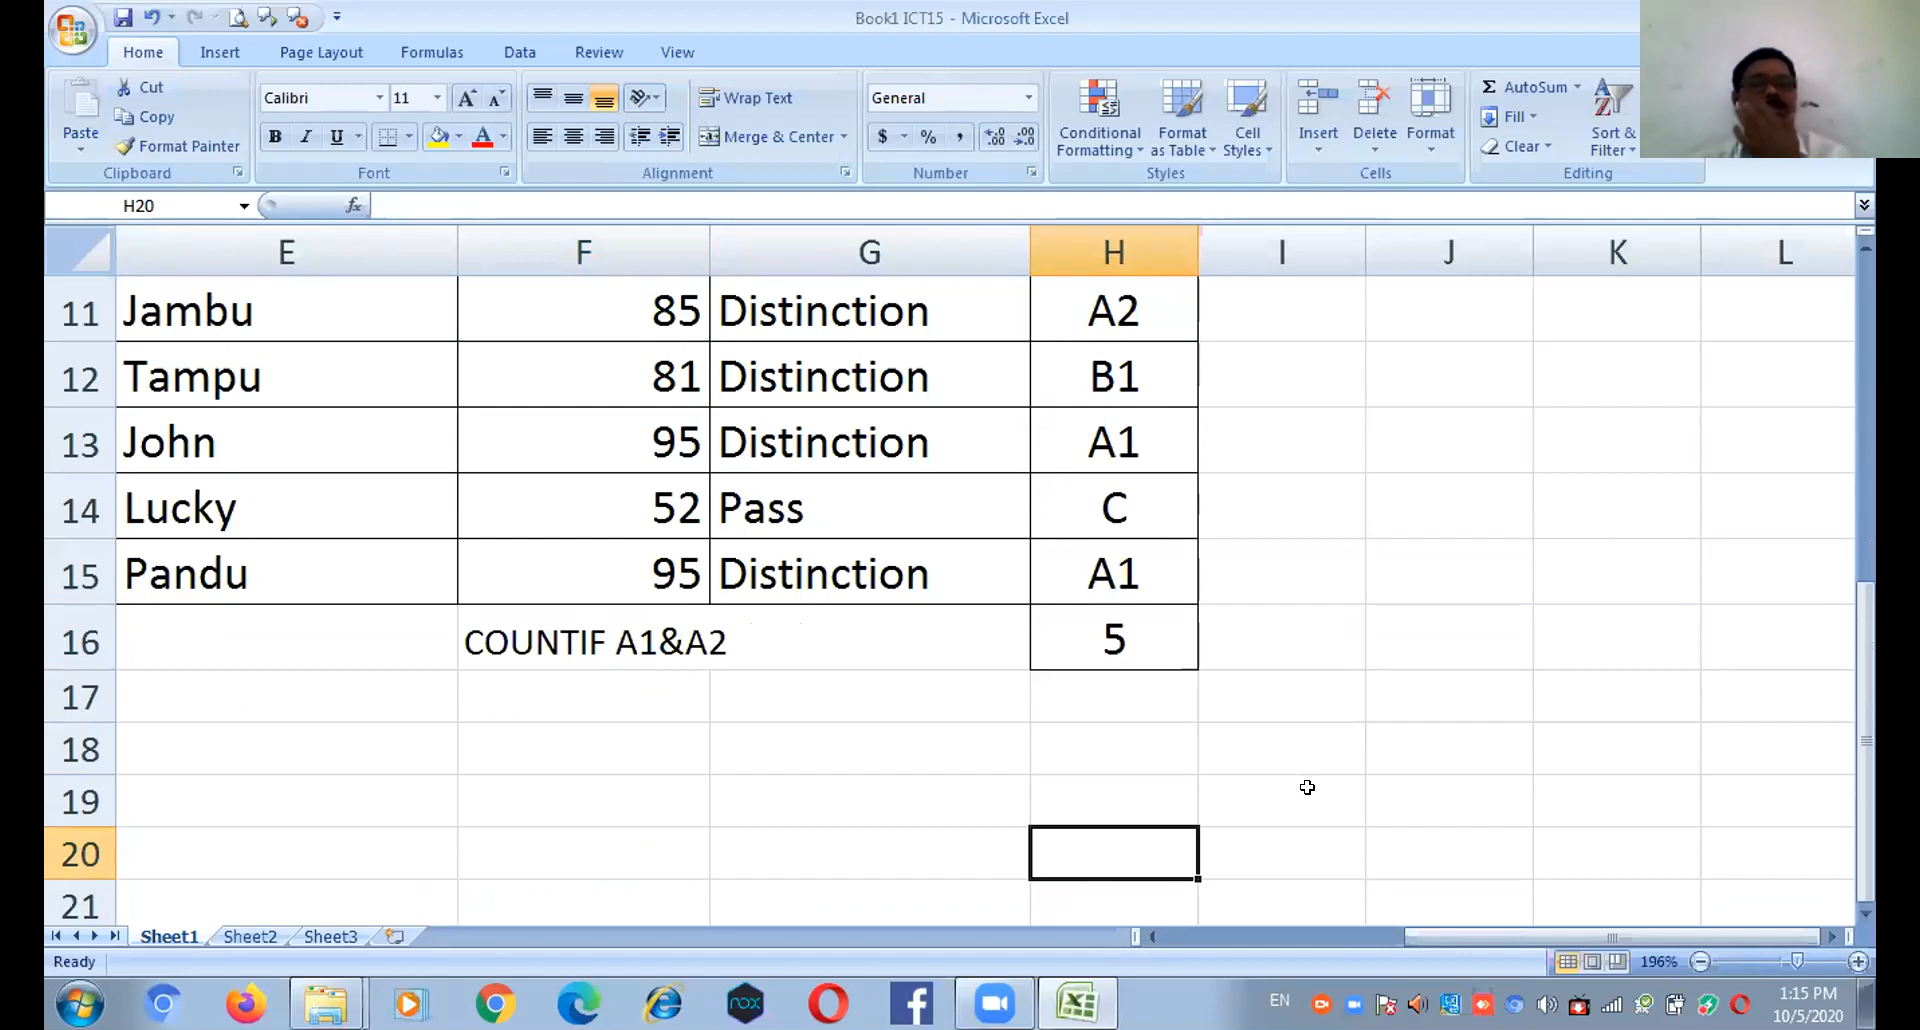 Book1 ICT15 - Microsoft Excel
Home Insert Page Layout Formulas Data Review View
Paste
Cut
Copy
Format Painter
Clipboard
Calibri 11
B I U
Font
Wrap Text
Merge & Center
Alignment
General
$ % ,
Number
Conditional Formatting
Format as Table
Cell Styles
Styles
Insert
Delete
Format
Cells
AutoSum
Fill
Clear
Sort & Filter
Editing
H20 fx
E F G H I J K L
11 Jambu 85 Distinction A2
12 Tampu 81 Distinction B1
13 John 95 Distinction A1
14 Lucky 52 Pass C
15 Pandu 95 Distinction A1
16 COUNTIF A1&A2 5
17
18
19
20
21
Sheet1 Sheet2 Sheet3
Ready 196%
nox
EN
1:15 PM
10/5/2020